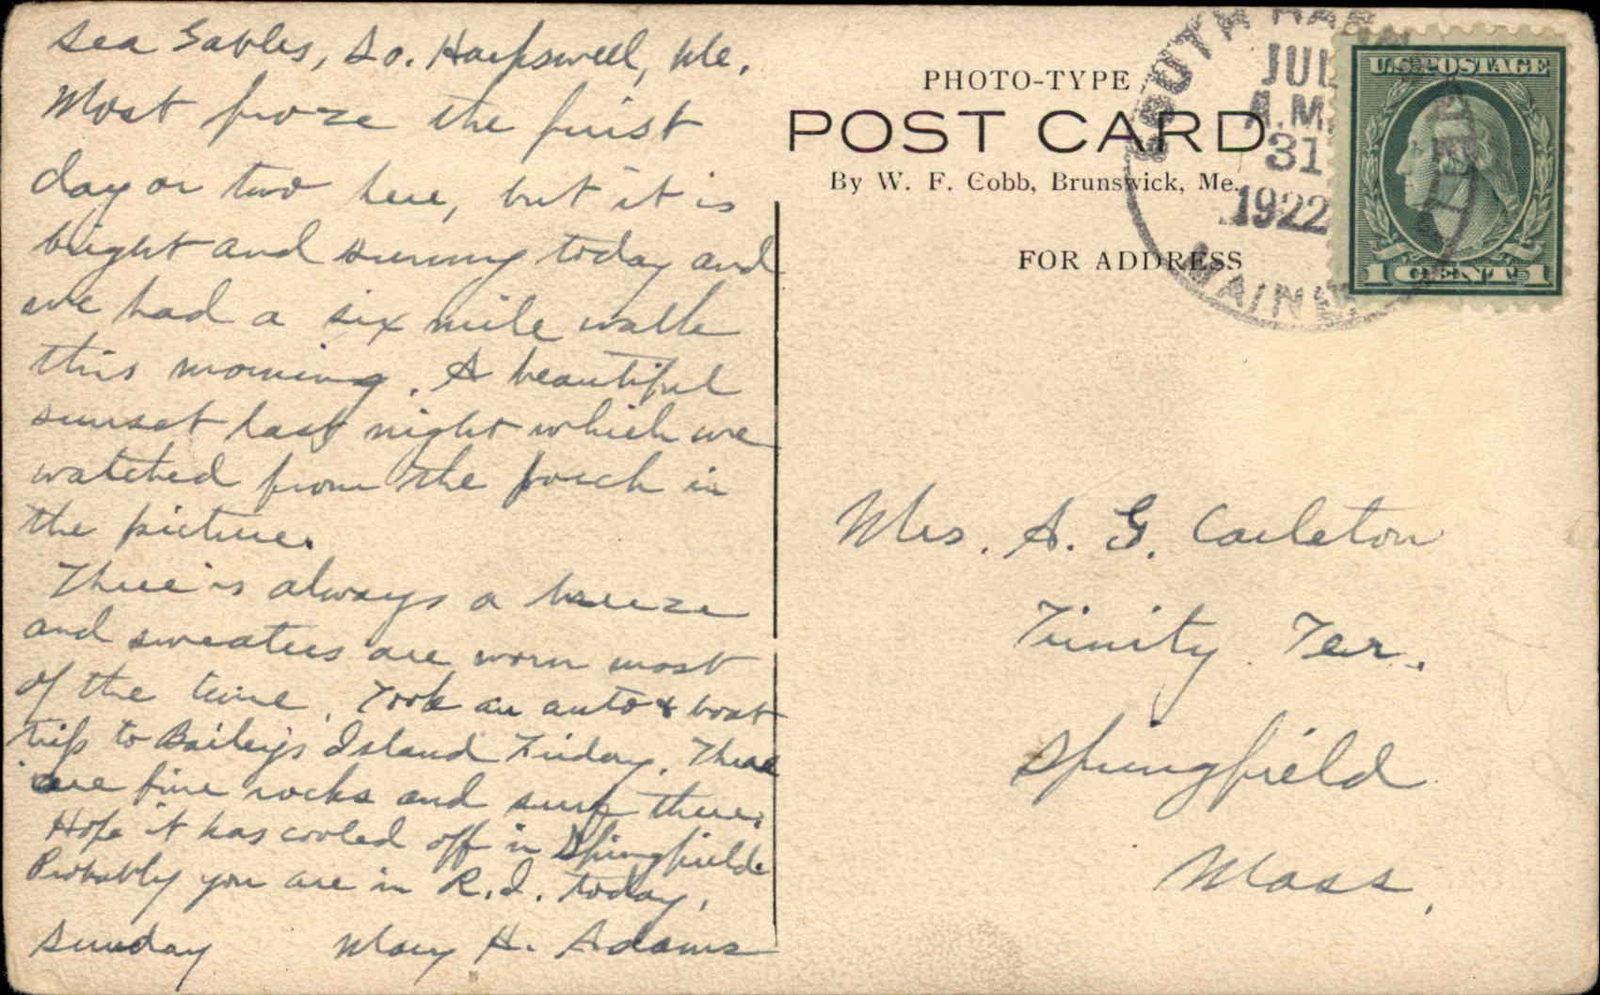 Sea Gables, So. Harpswell, Me.
Most froze the first
day or two here, but it is
bright and sunny today and
we had a six mile walk
this morning. A beautiful
sunset last night which we
watched from the porch in
the picture.
There is always a breeze
and sweaters are worn most
of the time. Took an auto & boat
trip to Bailey's Island Friday. There
are fine rocks and surf there.
Hope it has cooled off in Springfield.
Probably you are in R.I. today.
Sunday Mary H. Adams
PHOTO-TYPE
POST CARD
By W. F. Cobb, Brunswick, Me.
FOR ADDRESS
SOUTH HAR
JUL
A.M.
31
1922
MAINE
U.S. POSTAGE
1 CENT 1
Mrs. A. G. Carleton
Trinity Ter.
Springfield
Mass.